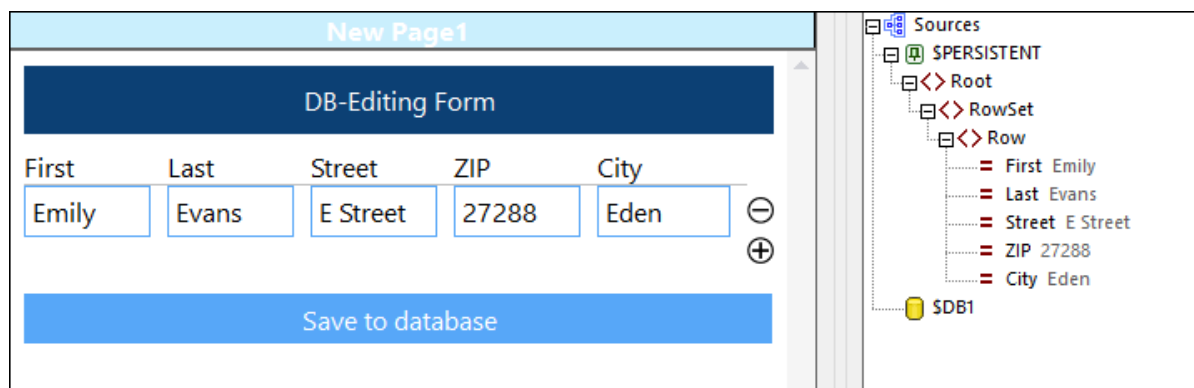 New Page1
DB-Editing Form
First Last Street ZIP City
Emily Evans E Street 27288 Eden
Save to database
Sources
$PERSISTENT
Root
RowSet
Row
= First Emily
= Last Evans
= Street E Street
= ZIP 27288
= City Eden
$DB1